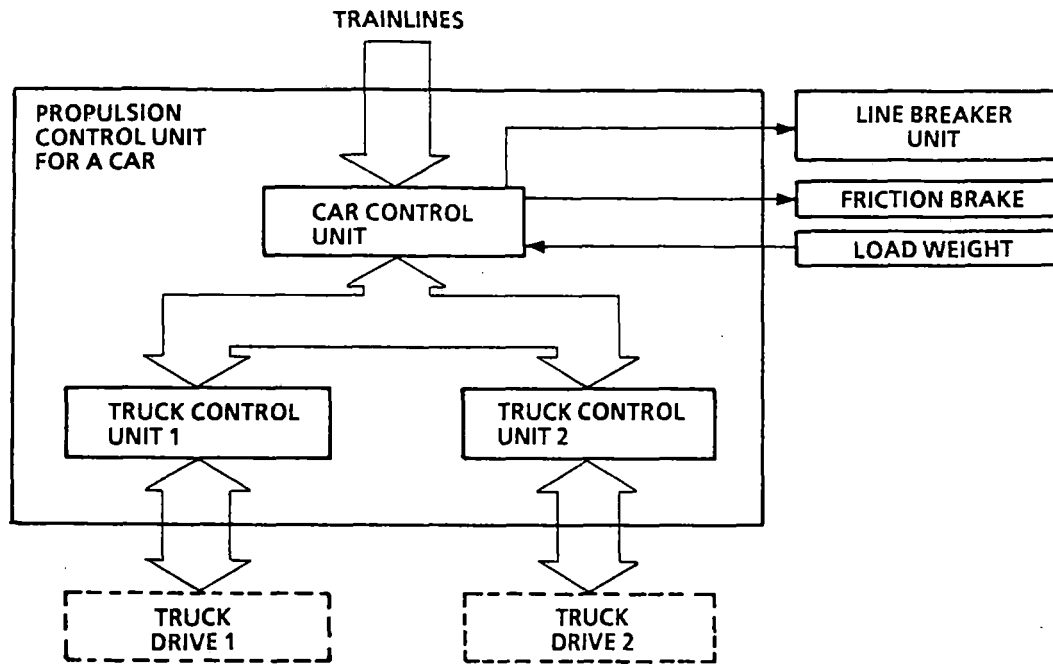 TRAINLINES
PROPULSION
CONTROL UNIT
FOR A CAR
LINE BREAKER
UNIT
CAR CONTROL
UNIT
FRICTION BRAKE
LOAD WEIGHT
TRUCK CONTROL
UNIT 1
TRUCK CONTROL
UNIT 2
TRUCK
DRIVE 1
TRUCK
DRIVE 2